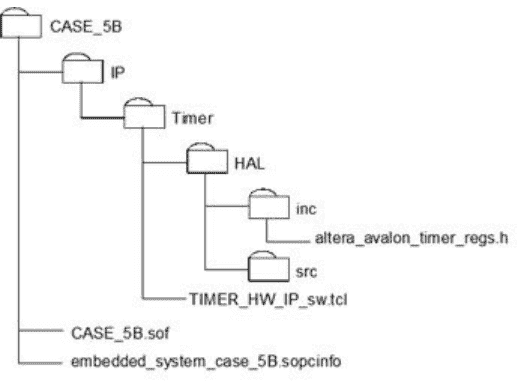 CASE_5B
IP
Timer
HAL
inc
altera_avalon_timer_regs.h
src
TIMER_HW_IP_sw.tcl
CASE_5B.sof
embedded_system_case_5B.sopcinfo